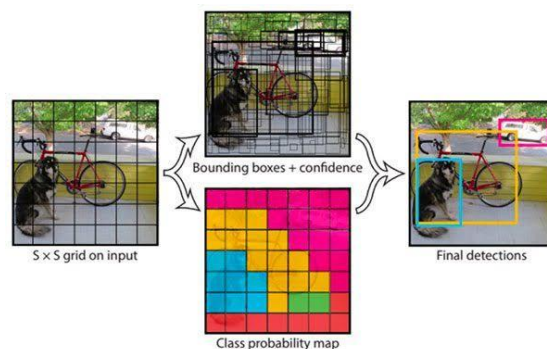 Bounding boxes + confidence
S × S grid on input
Final detections
Class probability map